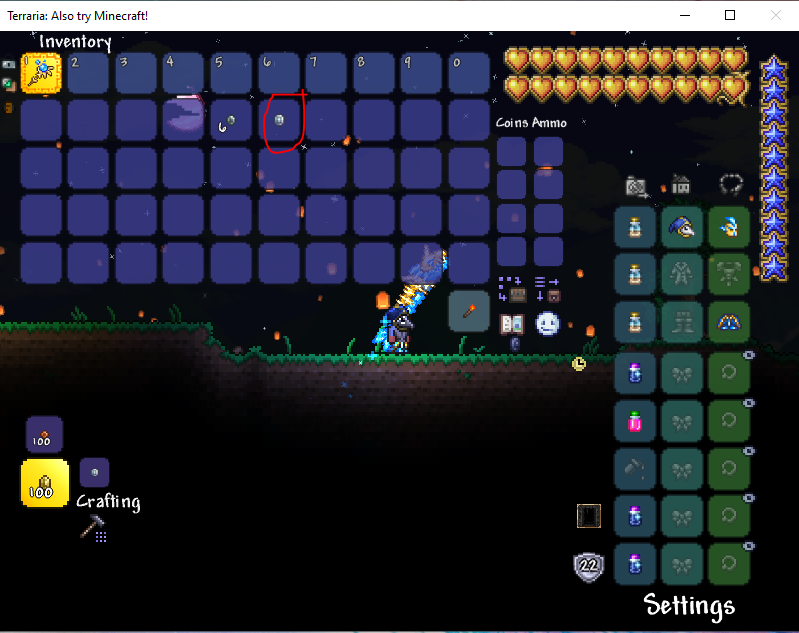 Terraria: Also try Minecraft!
Inventory
1 2 3 4 5 6 7 8 9 0
6
Coins Ammo
100
100
Crafting
22
Settings